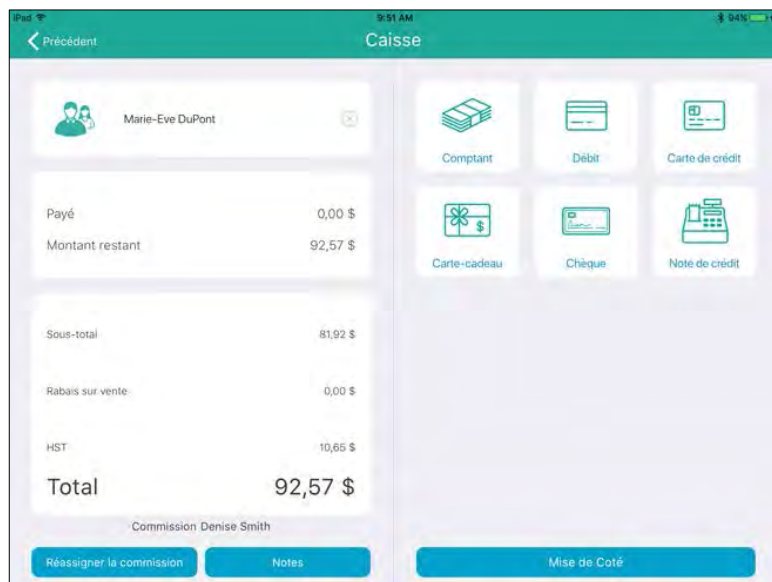 iPad 9:51 AM 94%
Précédent Caisse
Marie-Eve DuPont
Payé 0,00 $
Montant restant 92,57 $
Sous-total 81,92 $
Rabais sur vente 0,00 $
HST 10,65 $
Total 92,57 $
Commission Denise Smith
Réassigner la commission Notes
Comptant Débit Carte de crédit
$
Carte-cadeau Chèque Note de crédit
Mise de Coté